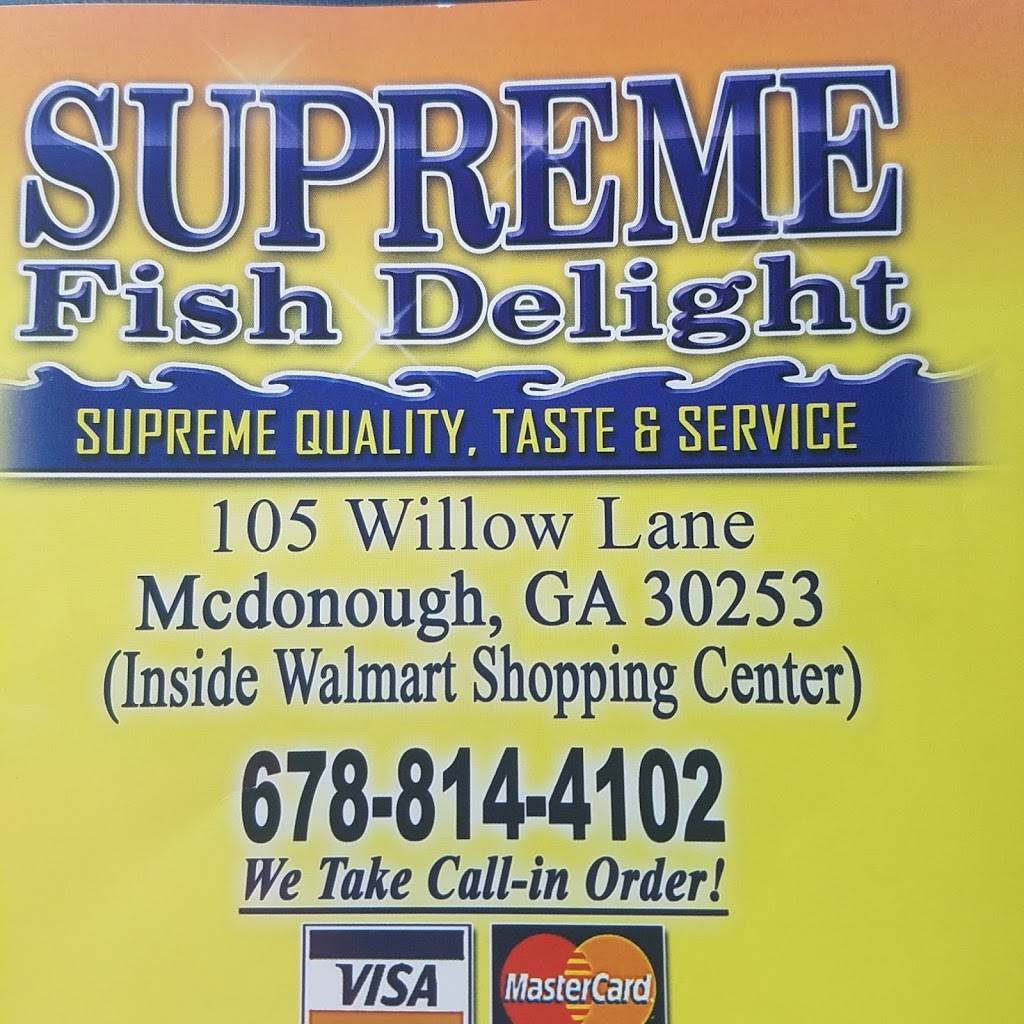 SUPREME
Fish Delight
SUPREME QUALITY, TASTE & SERVICE
105 Willow Lane
Mcdonough, GA 30253
(Inside Walmart Shopping Center)
678-814-4102
We Take Call-in Order!
VISA MasterCard